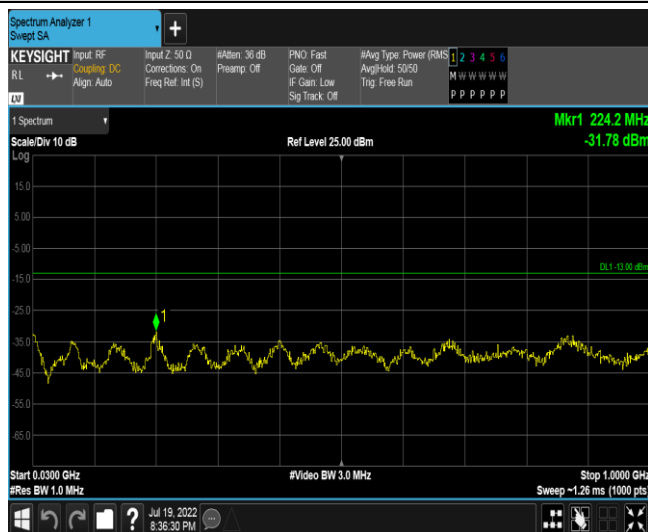 Spectrum Analyzer 1
Swept SA
+
KEYSIGHT Input: RF Input Z: 50 Ω #Atten: 36 dB PNO: Fast #Avg Type: Power (RMS 1 2 3 4 5 6
RL Coupling: DC Corrections: On Preamp: Off Gate: Off Avg|Hold: 50/50 M W W W W W
Align: Auto Freq Ref: Int (S) IF Gain: Low Trig: Free Run
Sig Track: Off P P P P P P
LXI
1 Spectrum Mkr1 224.2 MHz
Scale/Div 10 dB Ref Level 25.00 dBm -31.78 dBm
Log
15.0
5.00
-5.00
DL1 -13.00 dBm
-15.0
-25.0
1
-35.0
-45.0
-55.0
-65.0
Start 0.0300 GHz #Video BW 3.0 MHz Stop 1.0000 GHz
#Res BW 1.0 MHz Sweep ~1.26 ms (1000 pts
? Jul 19, 2022
8:36:30 PM